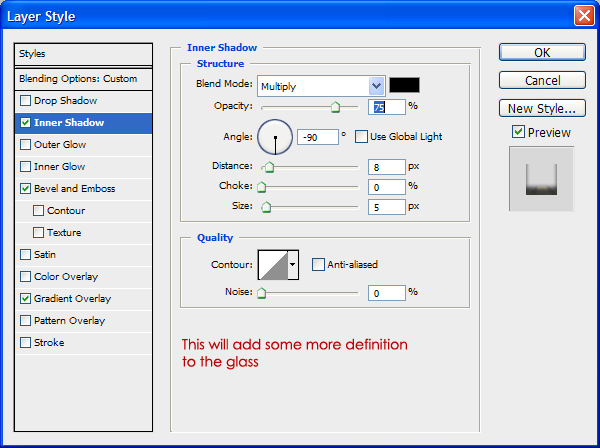 Layer Style
Styles
Blending Options: Custom
Drop Shadow
Inner Shadow
Outer Glow
Inner Glow
Bevel and Emboss
Contour
Texture
Satin
Color Overlay
Gradient Overlay
Pattern Overlay
Stroke
Inner Shadow
Structure
Blend Mode: Multiply
Opacity: 75 %
Angle: -90 ° Use Global Light
Distance: 8 px
Choke: 0 %
Size: 5 px
Quality
Contour: Anti-aliased
Noise: 0 %
This will add some more definition
to the glass
OK
Cancel
New Style...
Preview